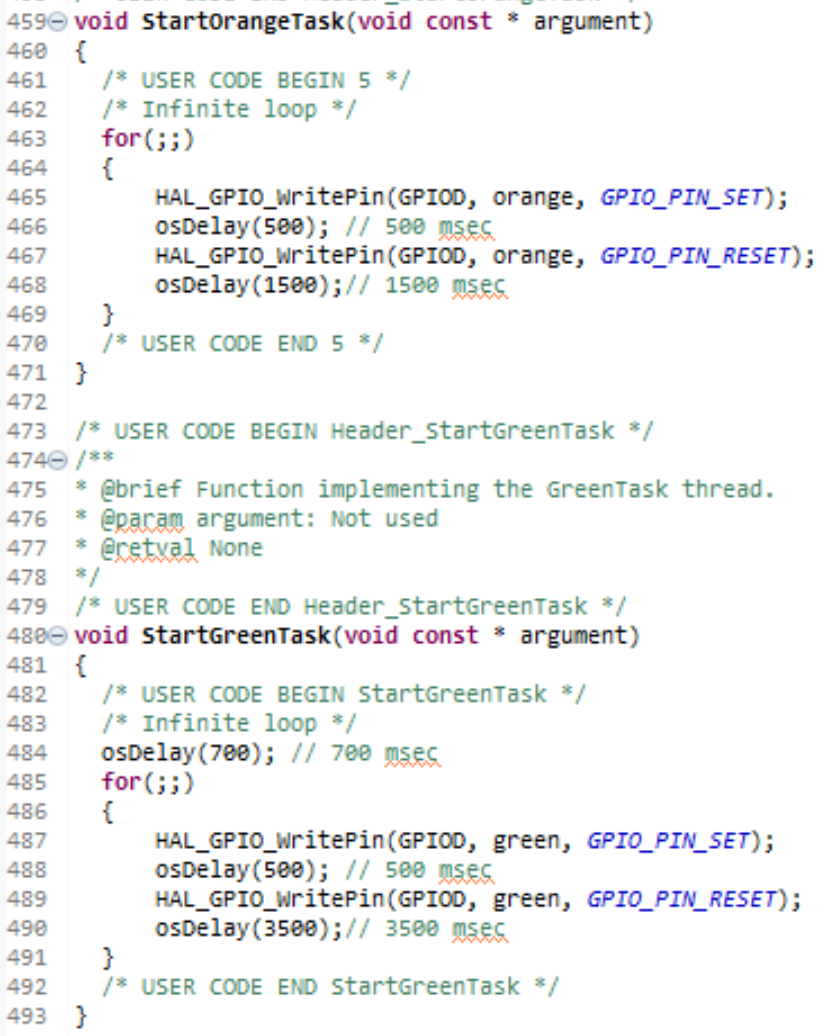 459 void StartOrangeTask(void const * argument)
460 {
461   /* USER CODE BEGIN 5 */
462   /* Infinite loop */
463   for(;;)
464   {
465       HAL_GPIO_WritePin(GPIOD, orange, GPIO_PIN_SET);
466       osDelay(500); // 500 msec
467       HAL_GPIO_WritePin(GPIOD, orange, GPIO_PIN_RESET);
468       osDelay(1500);// 1500 msec
469   }
470   /* USER CODE END 5 */
471 }
472
473 /* USER CODE BEGIN Header_StartGreenTask */
474 /**
475 * @brief Function implementing the GreenTask thread.
476 * @param argument: Not used
477 * @retval None
478 */
479 /* USER CODE END Header_StartGreenTask */
480 void StartGreenTask(void const * argument)
481 {
482   /* USER CODE BEGIN StartGreenTask */
483   /* Infinite loop */
484   osDelay(700); // 700 msec
485   for(;;)
486   {
487       HAL_GPIO_WritePin(GPIOD, green, GPIO_PIN_SET);
488       osDelay(500); // 500 msec
489       HAL_GPIO_WritePin(GPIOD, green, GPIO_PIN_RESET);
490       osDelay(3500);// 3500 msec
491   }
492   /* USER CODE END StartGreenTask */
493 }